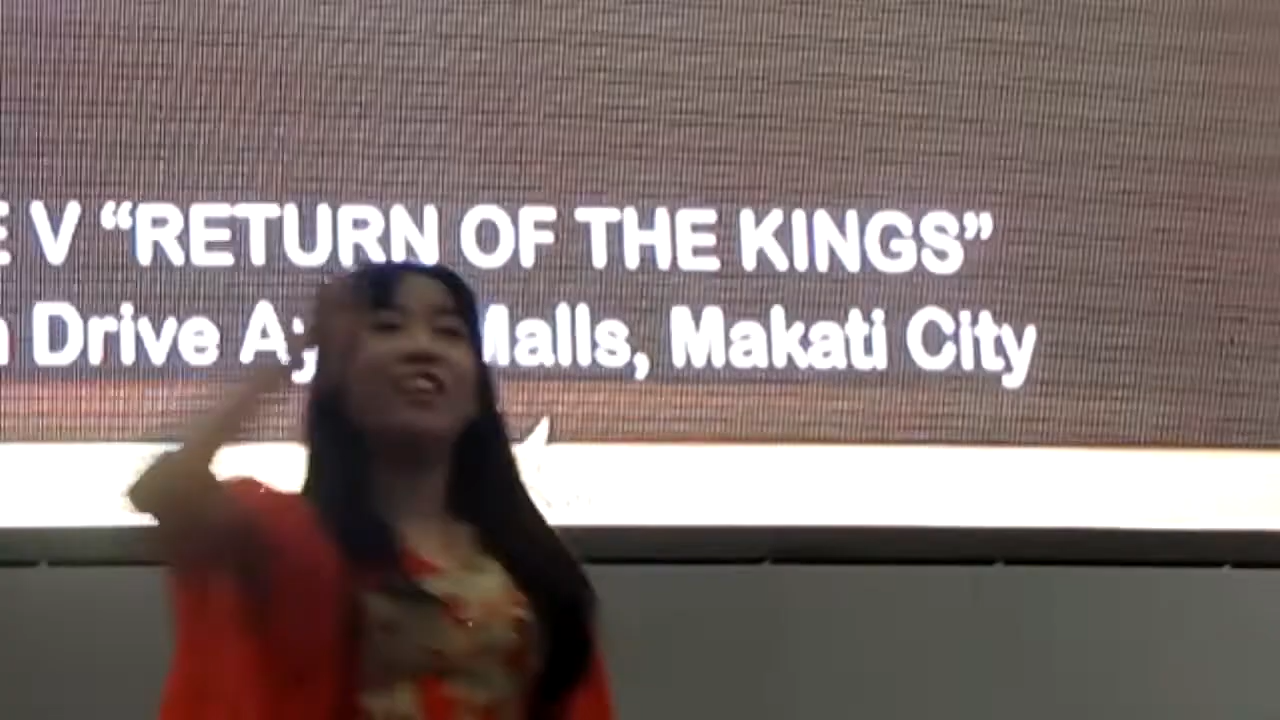 V “RETURN OF THE KINGS”
Drive Malls, Makati City